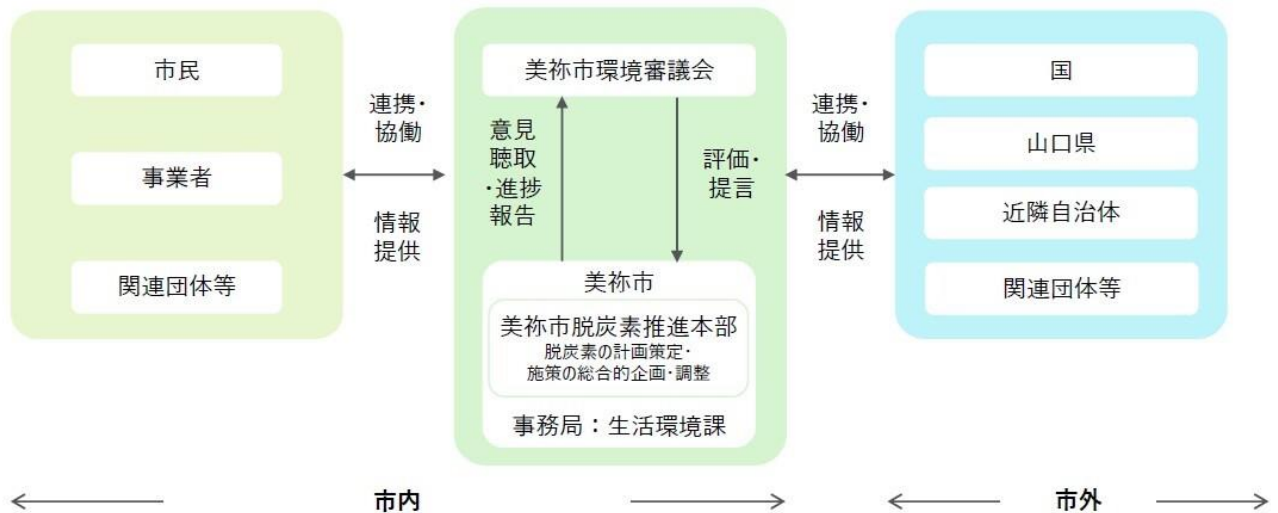 市民
事業者
関連団体等
連携・
協働
情報
提供
美祢市環境審議会
意見
聴取
・進捗
報告
評価・
提言
美祢市
美祢市脱炭素推進本部
脱炭素の計画策定・
施策の総合的企画・調整
事務局：生活環境課
連携・
協働
情報
提供
国
山口県
近隣自治体
関連団体等
市内
市外